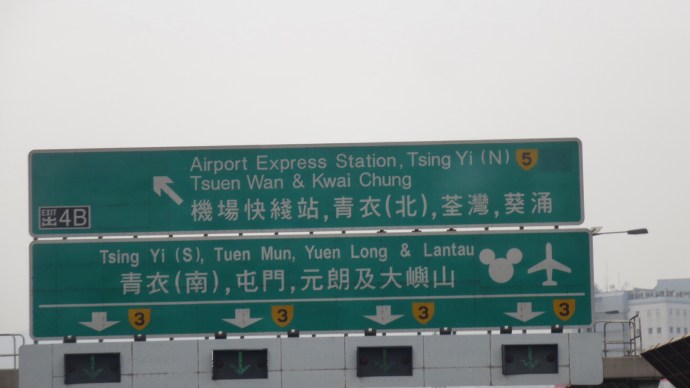 Airport Express Station, Tsing Yi (N) 5
Tsuen Wan & Kwai Chung
EXIT 出 4B
機場快綫站,青衣(北),荃灣,葵涌
Tsing Yi (S), Tuen Mun, Yuen Long & Lantau
青衣(南),屯門,元朗及大嶼山
3 3 3 3